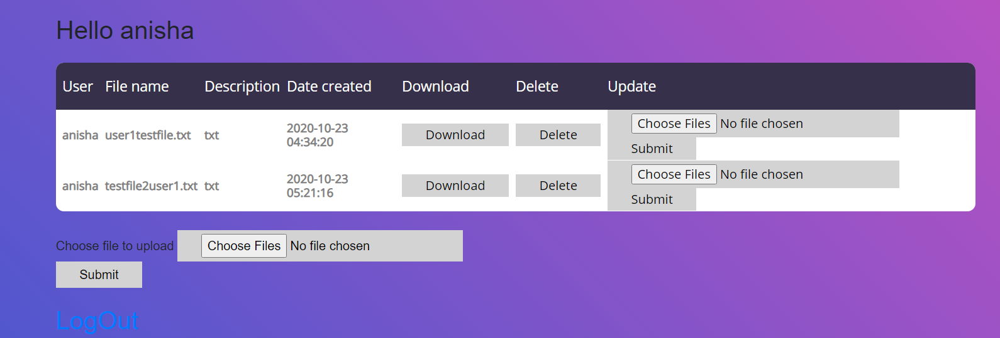 Hello anisha
User File name Description Date created Download Delete Update
anisha user1testfile.txt txt 2020-10-23 04:34:20 Download Delete Choose Files No file chosen
Submit
anisha testfile2user1.txt txt 2020-10-23 05:21:16 Download Delete Choose Files No file chosen
Submit
Choose file to upload Choose Files No file chosen
Submit
LogOut